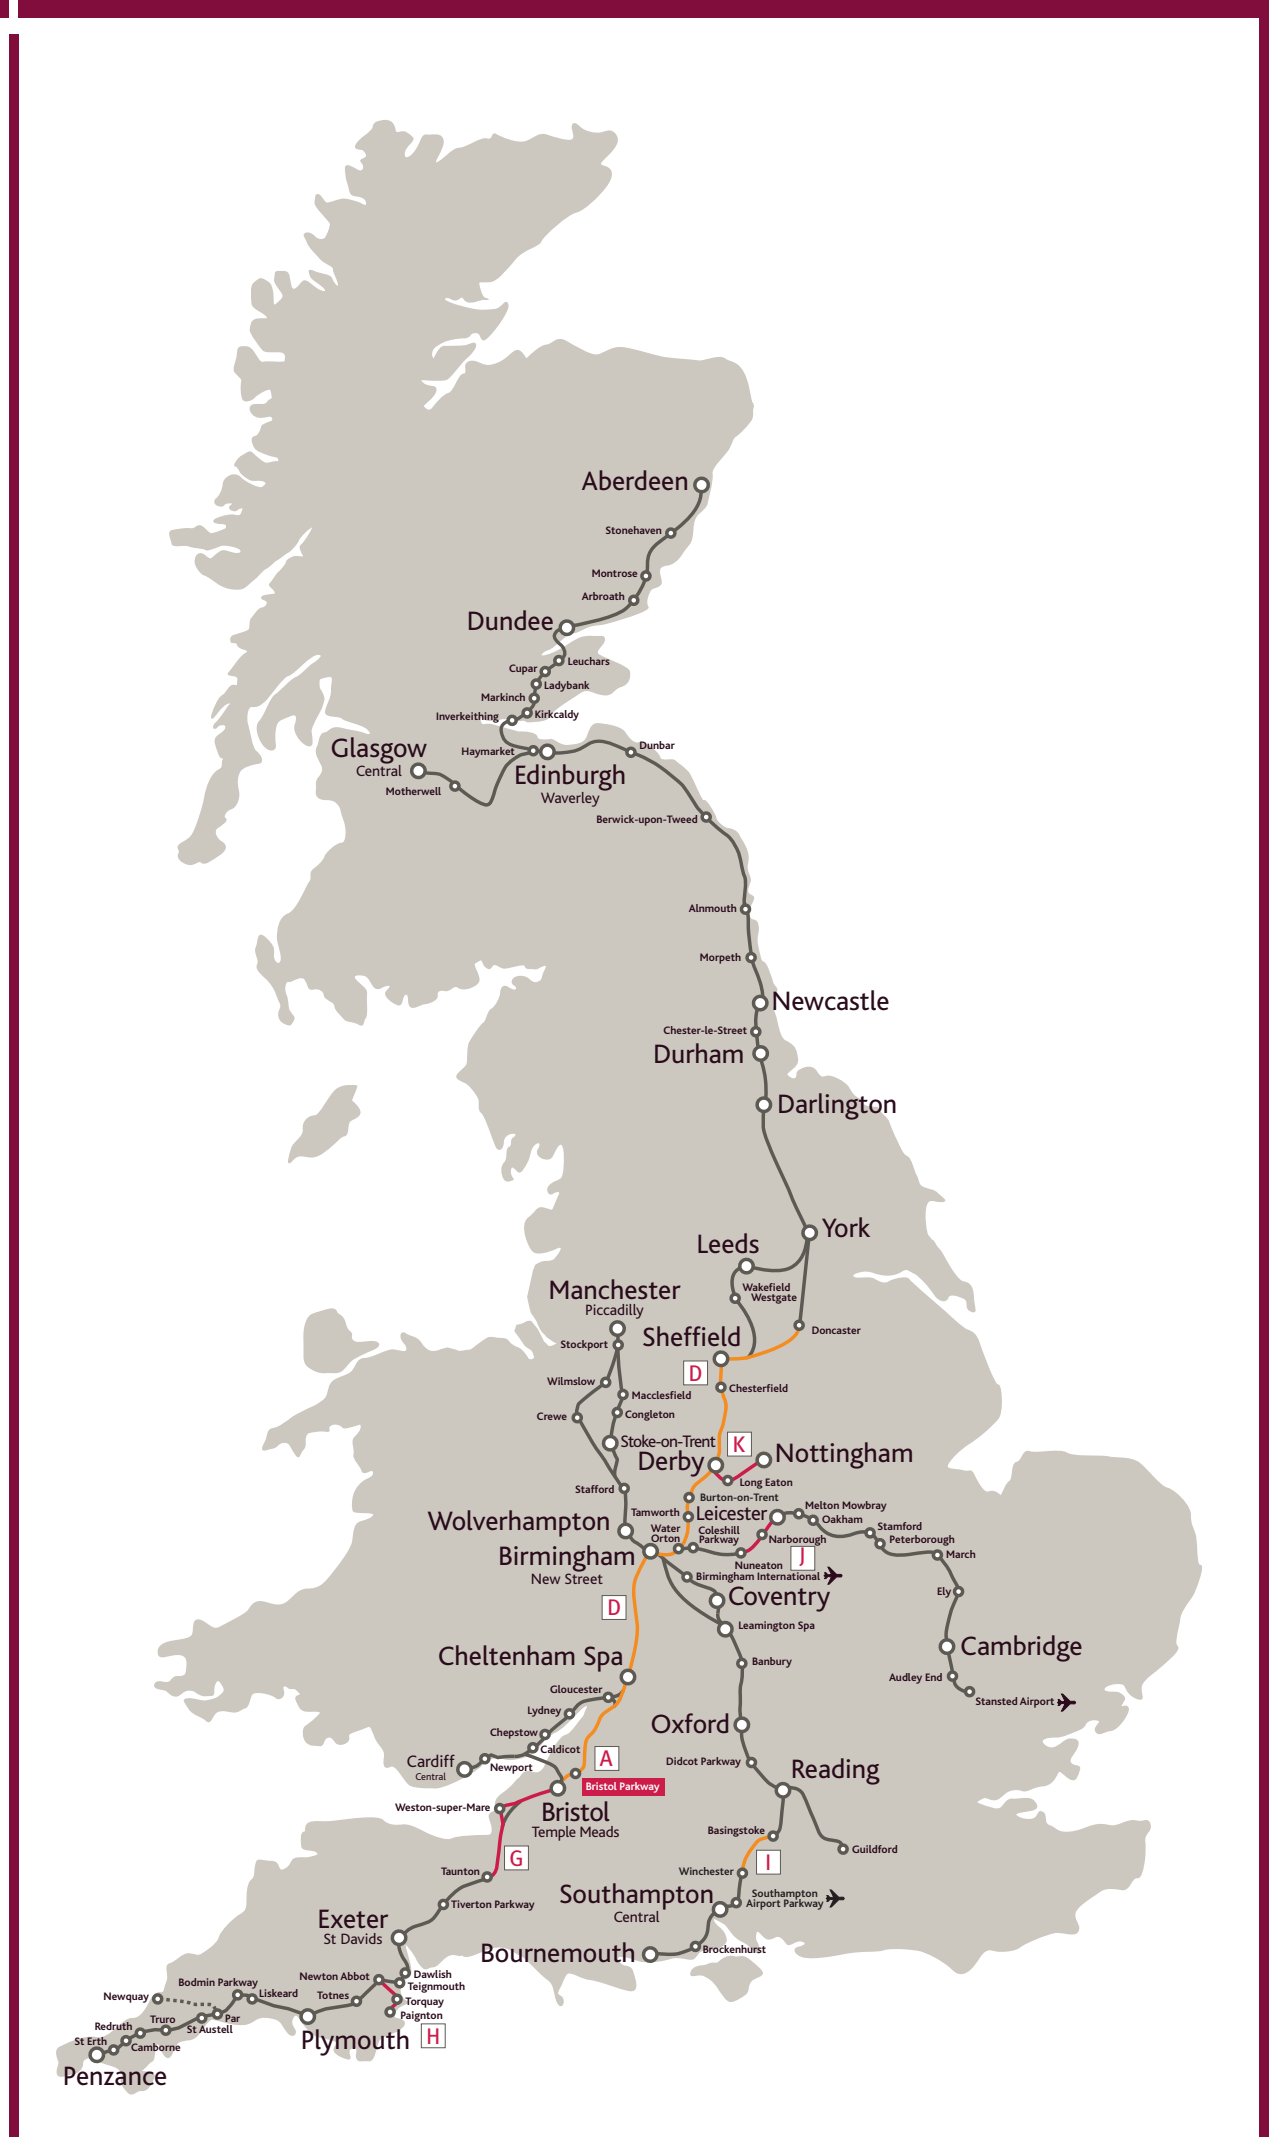 Aberdeen
Stonehaven
Montrose
Arbroath
Dundee
Leuchars
Cupar
Ladybank
Markinch
Kirkcaldy
Inverkeithing
Glasgow
Central
Haymarket
Dunbar
Edinburgh
Waverley
Motherwell
Berwick-upon-Tweed
Alnmouth
Morpeth
Newcastle
Chester-le-Street
Durham
Darlington
York
Leeds
Wakefield
Westgate
Manchester
Piccadilly
Doncaster
Sheffield
Stockport
D
Wilmslow
Chesterfield
Macclesfield
Crewe
Congleton
Stoke-on-Trent
K
Derby
Nottingham
Long Eaton
Stafford
Burton-on-Trent
Melton Mowbray
Tamworth
Leicester
Oakham
Wolverhampton
Stamford
Water
Orton
Coleshill
Parkway
Narborough
Peterborough
Birmingham
New Street
March
Nuneaton
J
Birmingham International
Ely
Coventry
D
Leamington Spa
Cambridge
Cheltenham Spa
Banbury
Audley End
Gloucester
Stansted Airport
Lydney
Oxford
Chepstow
Caldicot
A
Cardiff
Central
Newport
Didcot Parkway
Reading
Bristol Parkway
Weston-super-Mare
Bristol
Temple Meads
Basingstoke
Guildford
G
I
Taunton
Winchester
Southampton
Central
Southampton
Airport Parkway
Tiverton Parkway
Exeter
St Davids
Bournemouth
Brockenhurst
Newton Abbot
Dawlish
Teignmouth
Bodmin Parkway
Liskeard
Totnes
Torquay
Newquay
Paignton
Par
Truro
St Austell
Redruth
Plymouth
H
St Erth
Camborne
Penzance